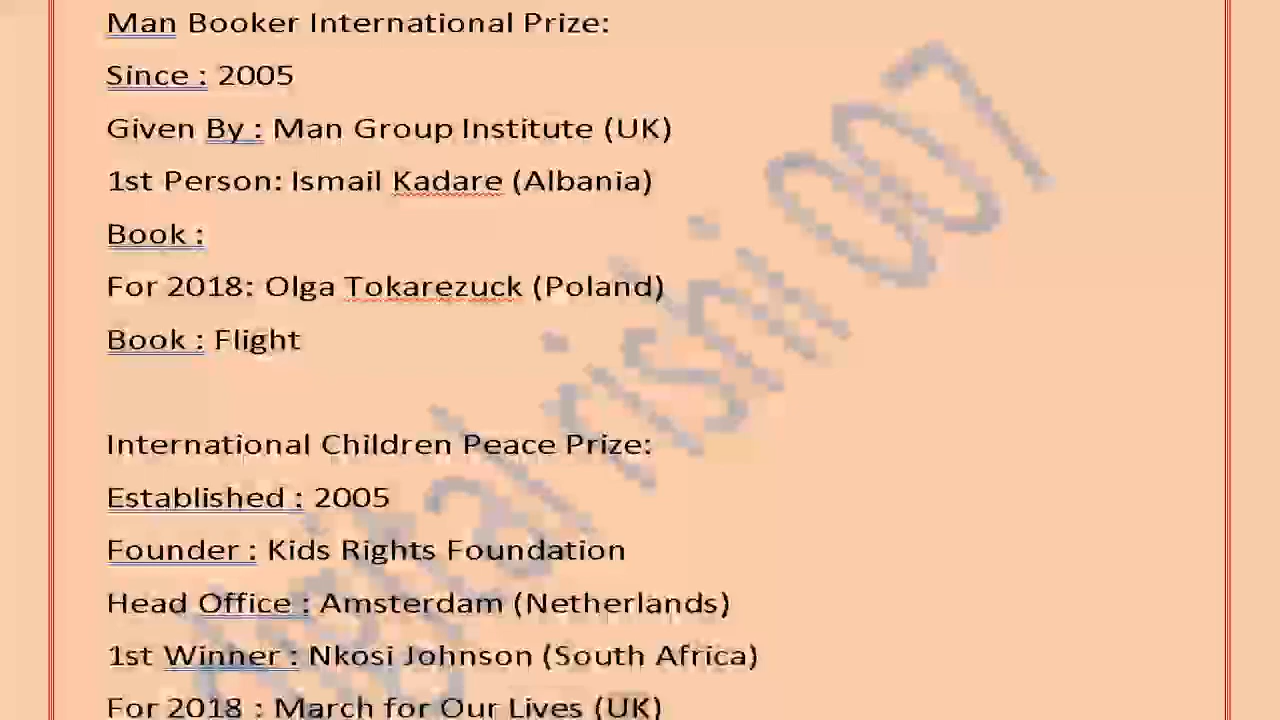 Man Booker International Prize:
Since : 2005
Given By : Man Group Institute (UK)
1st Person: Ismail Kadare (Albania)
Book :
For 2018: Olga Tokarezuck (Poland)
Book : Flight
International Children Peace Prize:
Established : 2005
Founder : Kids Rights Foundation
Head Office : Amsterdam (Netherlands)
1st Winner : Nkosi Johnson (South Africa)
For 2018 : March for Our Lives (UK)
rishi 007